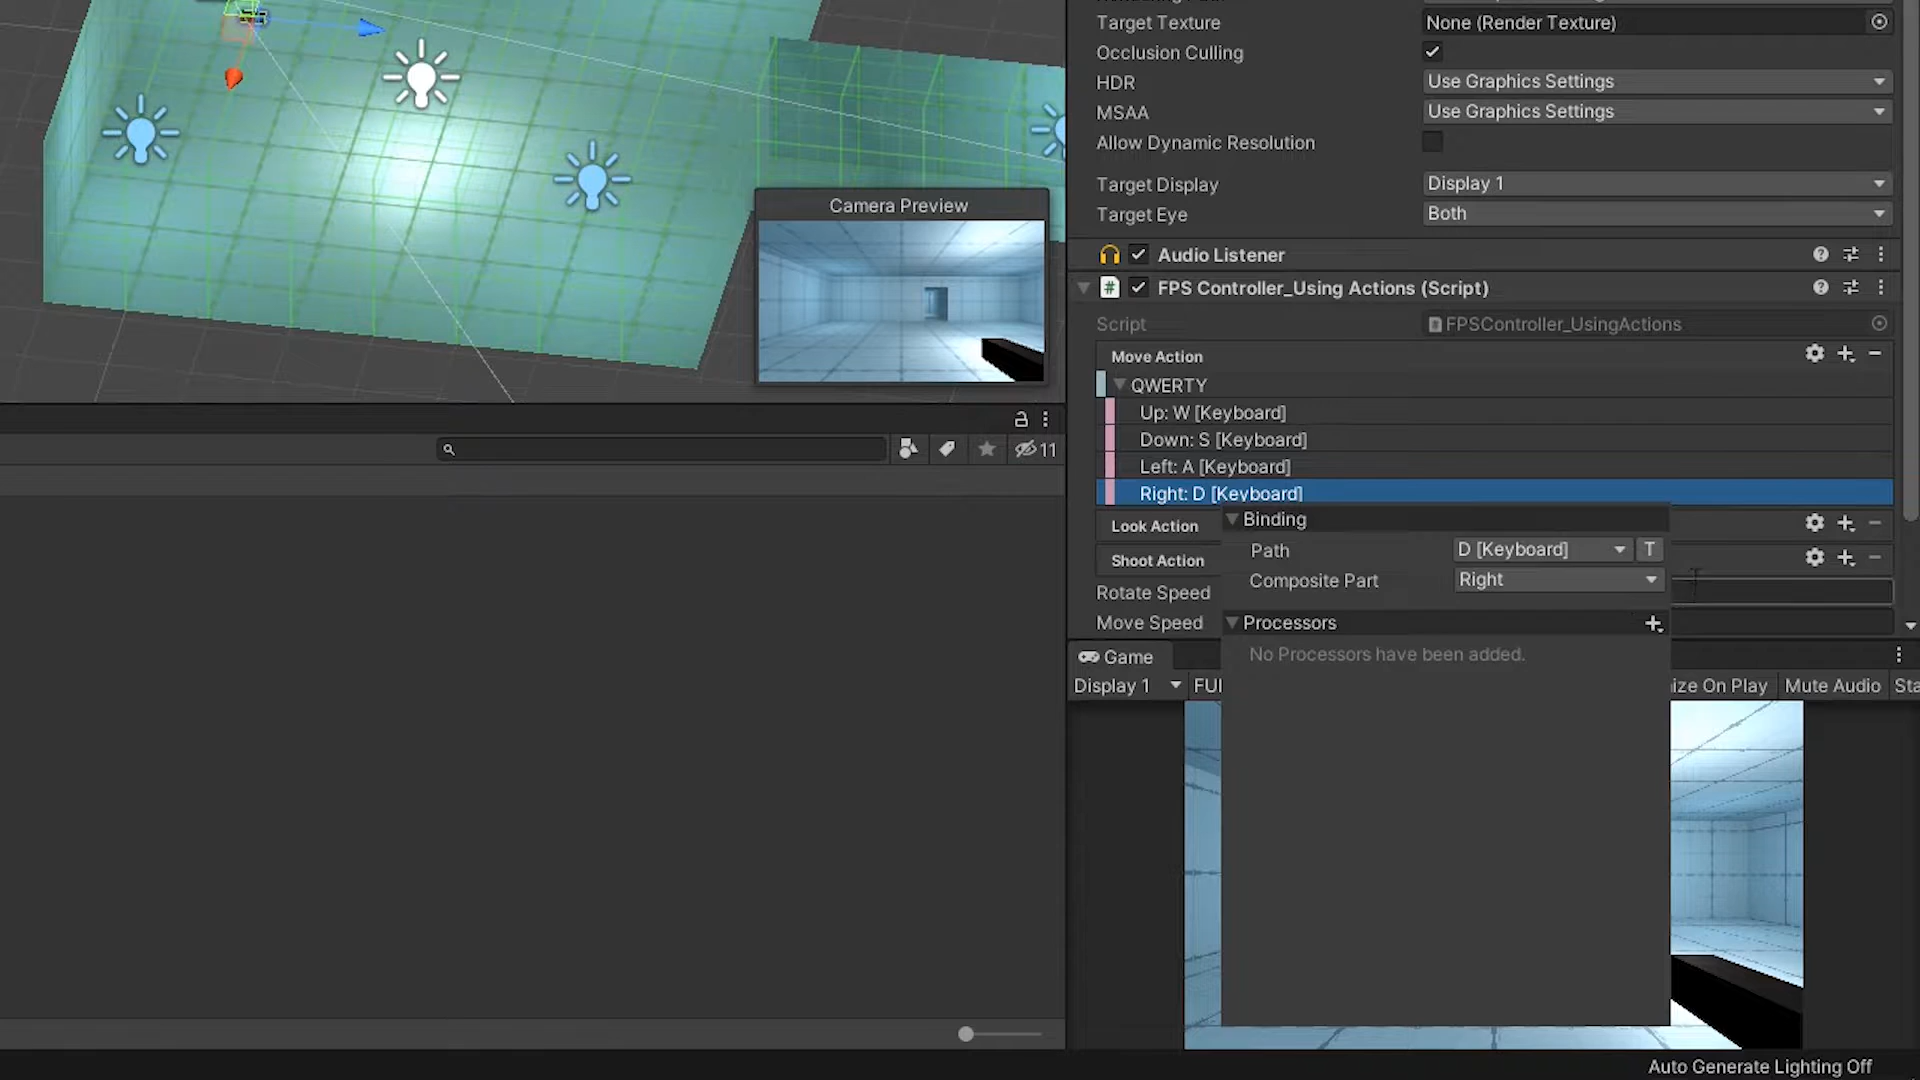 Target Texture
None (Render Texture)
Occlusion Culling
HDR
Use Graphics Settings
MSAA
Use Graphics Settings
Allow Dynamic Resolution
Target Display
Display 1
Target Eye
Both
Camera Preview
Audio Listener
# FPS Controller_Using Actions (Script)
Script
FPSController_UsingActions
Move Action
QWERTY
Up: W [Keyboard]
Down: S [Keyboard]
Left: A [Keyboard]
Right: D [Keyboard]
11
Binding
Look Action
Path
D [Keyboard]
T
Shoot Action
Composite Part
Right
Rotate Speed
Move Speed
Processors
No Processors have been added.
Game
Display 1
FUI
ize On Play
Mute Audio
Sta
Auto Generate Lighting Off